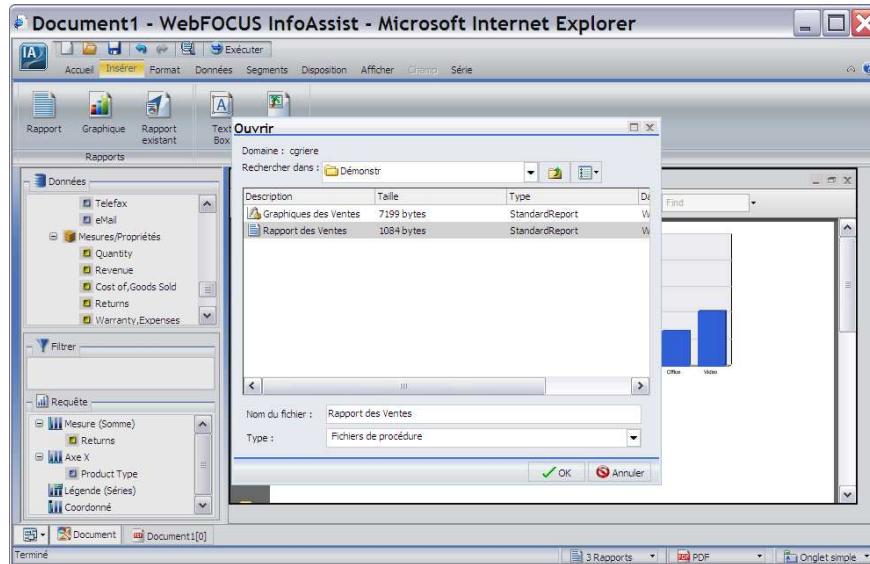 Document1 - WebFOCUS InfoAssist - Microsoft Internet Explorer
IA
Exécuter
Accueil Insérer Format Données Segments Disposition Afficher Champ Série
Rapport Graphique Rapport existant Text Box
Rapports
Ouvrir
Domaine : cgriere
Rechercher dans : Démonstr
Description Taille Type
Graphiques des Ventes 7199 bytes StandardReport W
Rapport des Ventes 1084 bytes StandardReport W
Nom du fichier : Rapport des Ventes
Type : Fichiers de procédure
OK Annuler
Données
Telefax
eMail
Mesures/Propriétés
Quantity
Revenue
Cost of,Goods Sold
Returns
Warranty,Expenses
Filtrer
Requête
Mesure (Somme)
Returns
Axe X
Product Type
Légende (Séries)
Coordonné
Find
Office Video
Document Document1[0]
Terminé 3 Rapports PDF Onglet simple